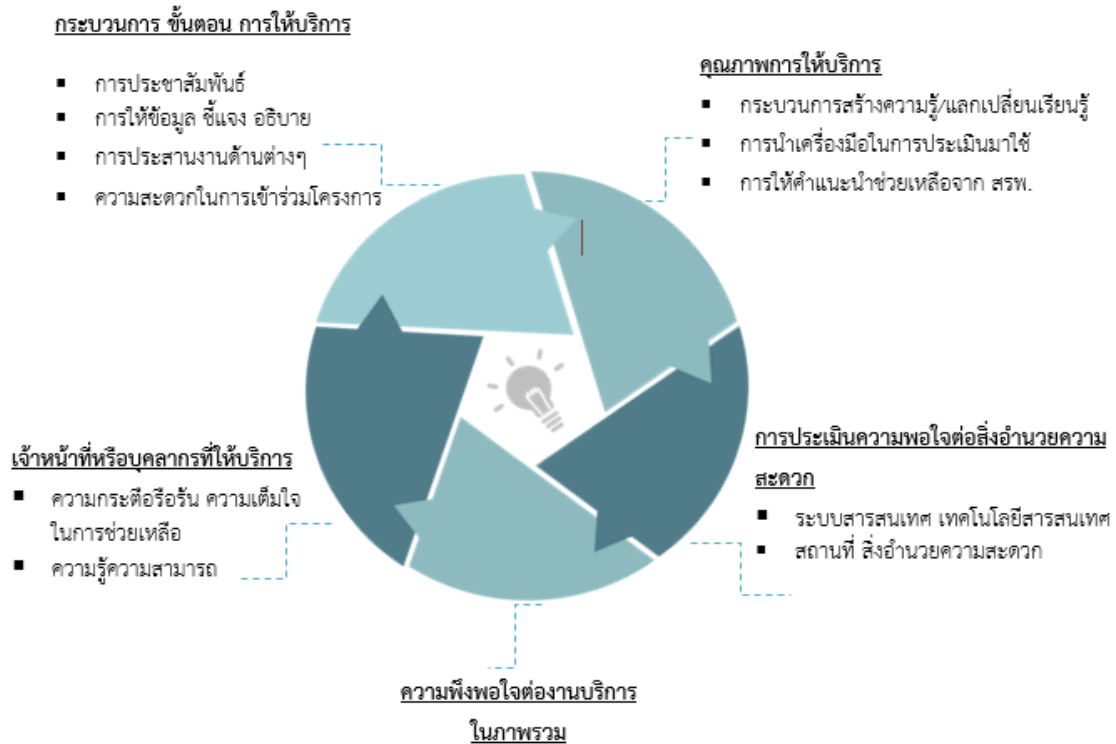 กระบวนการ ขั้นตอน การให้บริการ
▪ การประชาสัมพันธ์
▪ การให้ข้อมูล ชี้แจง อธิบาย
▪ การประสานงานด้านต่างๆ
▪ ความสะดวกในการเข้าร่วมโครงการ
คุณภาพการให้บริการ
▪ กระบวนการสร้างความรู้/แลกเปลี่ยนเรียนรู้
▪ การนำเครื่องมือในการประเมินมาใช้
▪ การให้คำแนะนำช่วยเหลือจาก สรพ.
การประเมินความพอใจต่อสิ่งอำนวยความ
สะดวก
▪ ระบบสารสนเทศ เทคโนโลยีสารสนเทศ
▪ สถานที่ สิ่งอำนวยความสะดวก
เจ้าหน้าที่หรือบุคลากรที่ให้บริการ
▪ ความกระตือรือรัน ความเต็มใจ
ในการช่วยเหลือ
▪ ความรู้ความสามารถ
ความพึงพอใจต่องานบริการ
ในภาพรวม